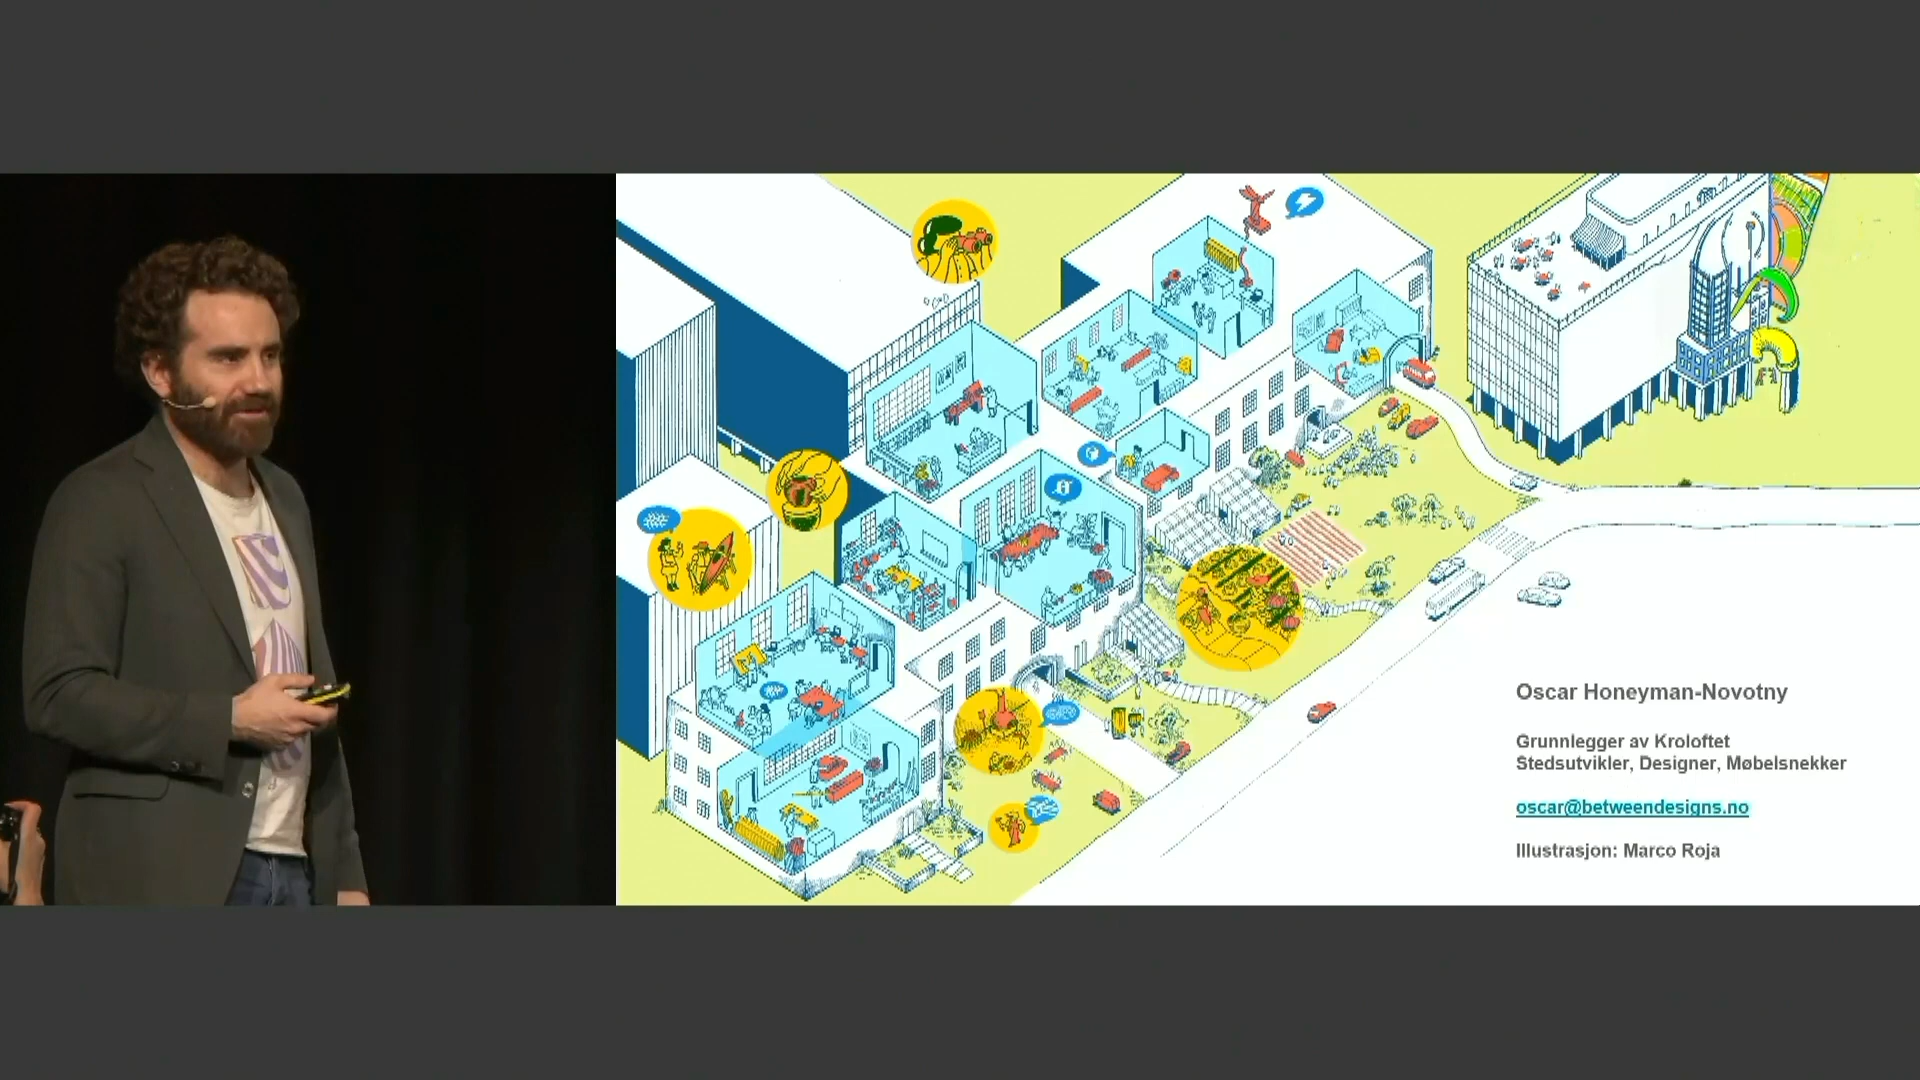 Oscar Honeyman-Novotny
Grunnlegger av Kroloftet
Stedsutvikler, Designer, Møbelsnekker
oscar@betweendesigns.no
Illustrasjon: Marco Roja